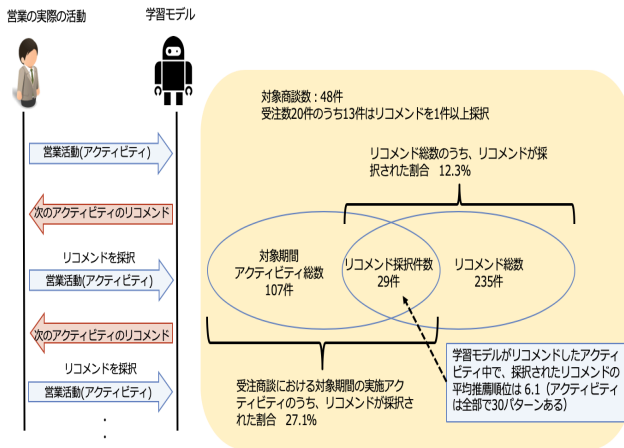 営業の実際の活動
学習モデル
営業活動(アクティビティ)
次のアクティビティのリコメンド
リコメンドを採択
営業活動(アクティビティ)
次のアクティビティのリコメンド
リコメンドを採択
営業活動(アクティビティ)
対象商談数：48件
受注数20件のうち13件はリコメンドを1件以上採択
リコメンド総数のうち、リコメンドが採
択された割合　12.3%
対象期間
アクティビティ総数
107件
リコメンド採択件数
29件
リコメンド総数
235件
受注商談における対象期間の実施アク
ティビティのうち、リコメンドが採択さ
れた割合　27.1%
学習モデルがリコメンドしたアクティ
ビティ中で、採択されたリコメンドの
平均推薦順位は 6.1（アクティビティ
は全部で30パターンある）